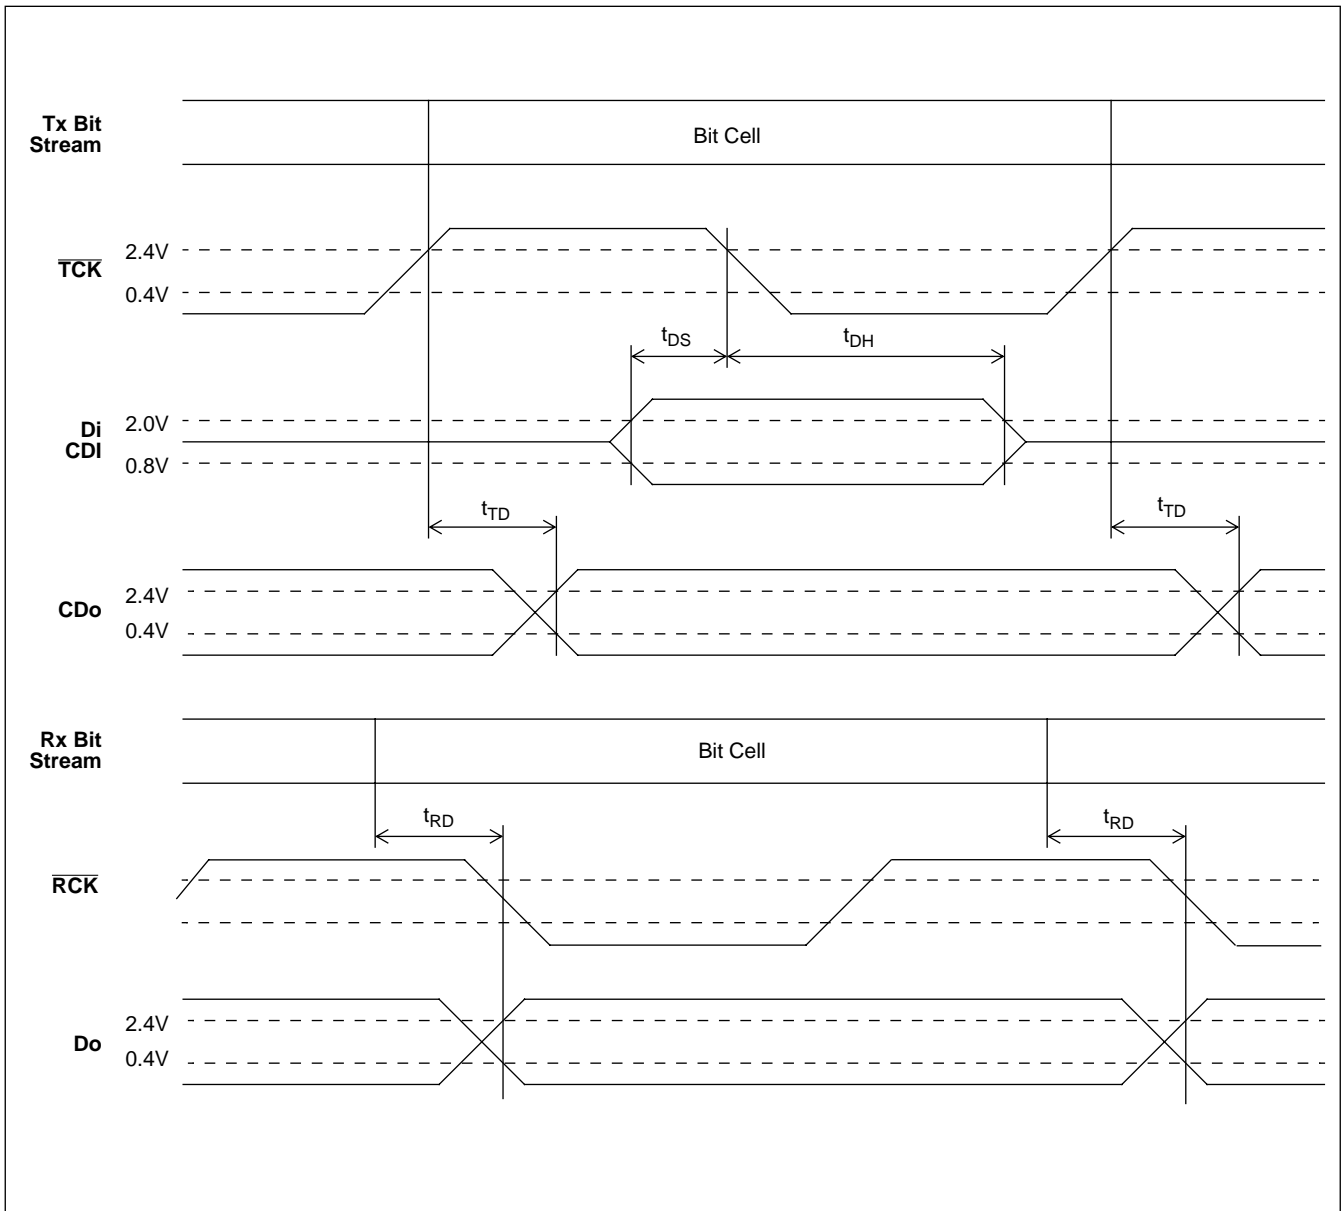 Tx Bit
Stream
Bit Cell
TCK
2.4V
0.4V
tDS
tDH
Di
CDI
2.0V
0.8V
tTD
tTD
CDo
2.4V
0.4V
Rx Bit
Stream
Bit Cell
tRD
tRD
RCK
Do
2.4V
0.4V